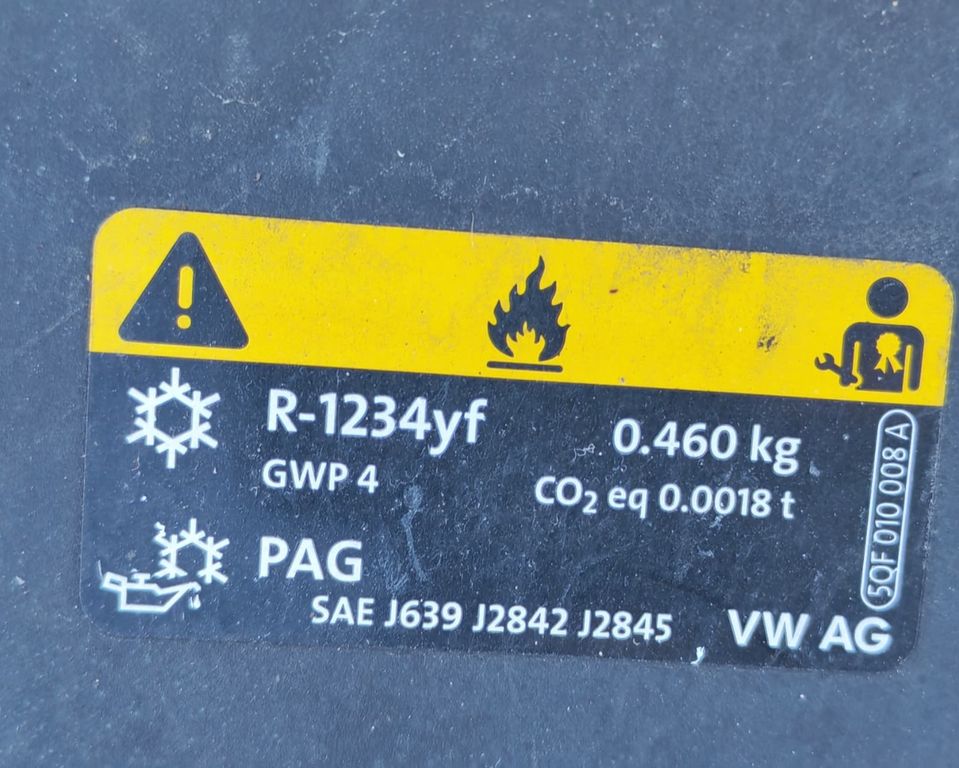 R-1234yf 0.460 kg
GWP 4 CO₂ eq 0.0018 t
PAG
SAE J639 J2842 J2845
VW AG
5QF 010 008 A